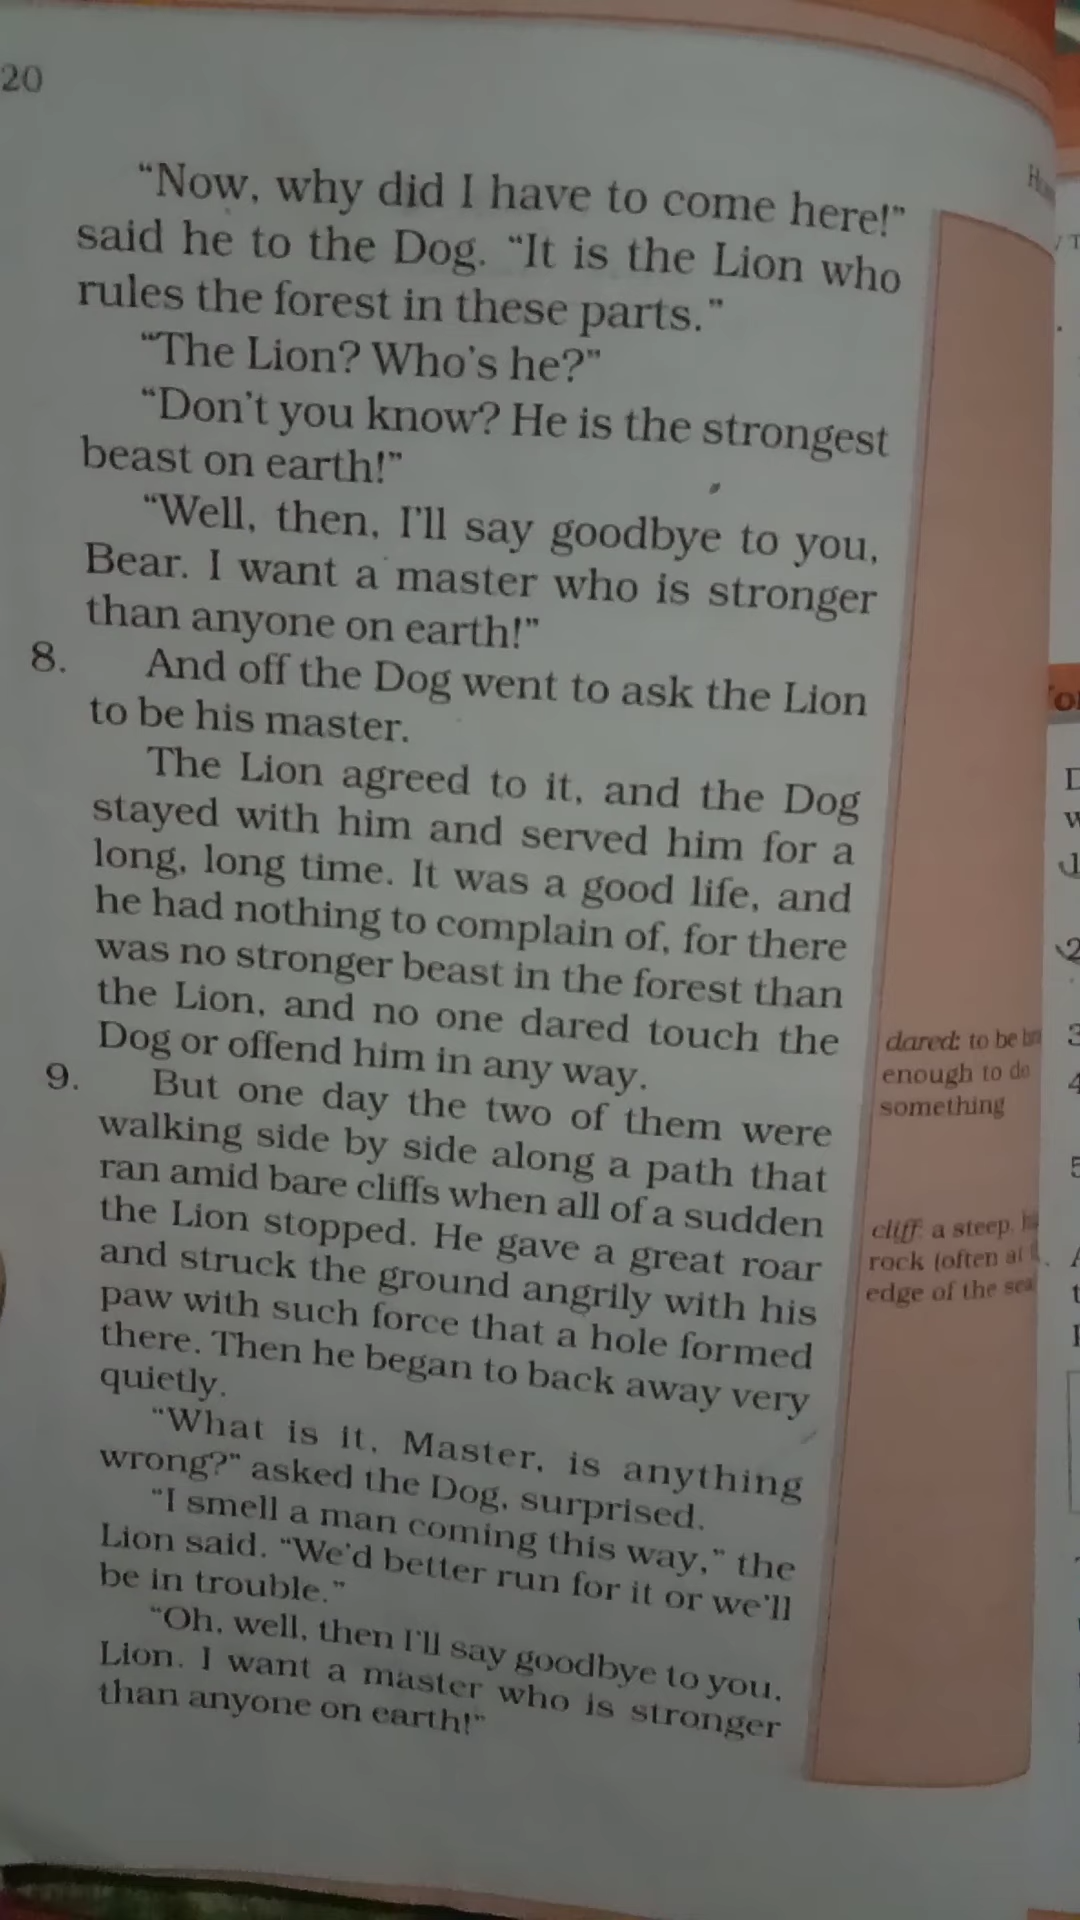 20
"Now, why did I have to come here!"
said he to the Dog. "It is the Lion who
rules the forest in these parts."
"The Lion? Who's he?"
"Don't you know? He is the strongest
beast on earth!"
"Well, then, I'll say goodbye to you,
Bear. I want a master who is stronger
than anyone on earth!"
8. And off the Dog went to ask the Lion
to be his master.
The Lion agreed to it, and the Dog
stayed with him and served him for a
long, long time. It was a good life, and
he had nothing to complain of, for there
was no stronger beast in the forest than
the Lion, and no one dared touch the
Dog or offend him in any way.
9. But one day the two of them were
walking side by side along a path that
ran amid bare cliffs when all of a sudden
the Lion stopped. He gave a great roar
and struck the ground angrily with his
paw with such force that a hole formed
there. Then he began to back away very
quietly.
"What is it, Master, is anything
wrong?" asked the Dog, surprised.
"I smell a man coming this way," the
Lion said. "We'd better run for it or we'll
be in trouble."
"Oh, well, then I'll say goodbye to you,
Lion. I want a master who is stronger
than anyone on earth!"
dared: to be
enough to do
something
cliff: a steep,
rock (often at
edge of the sea